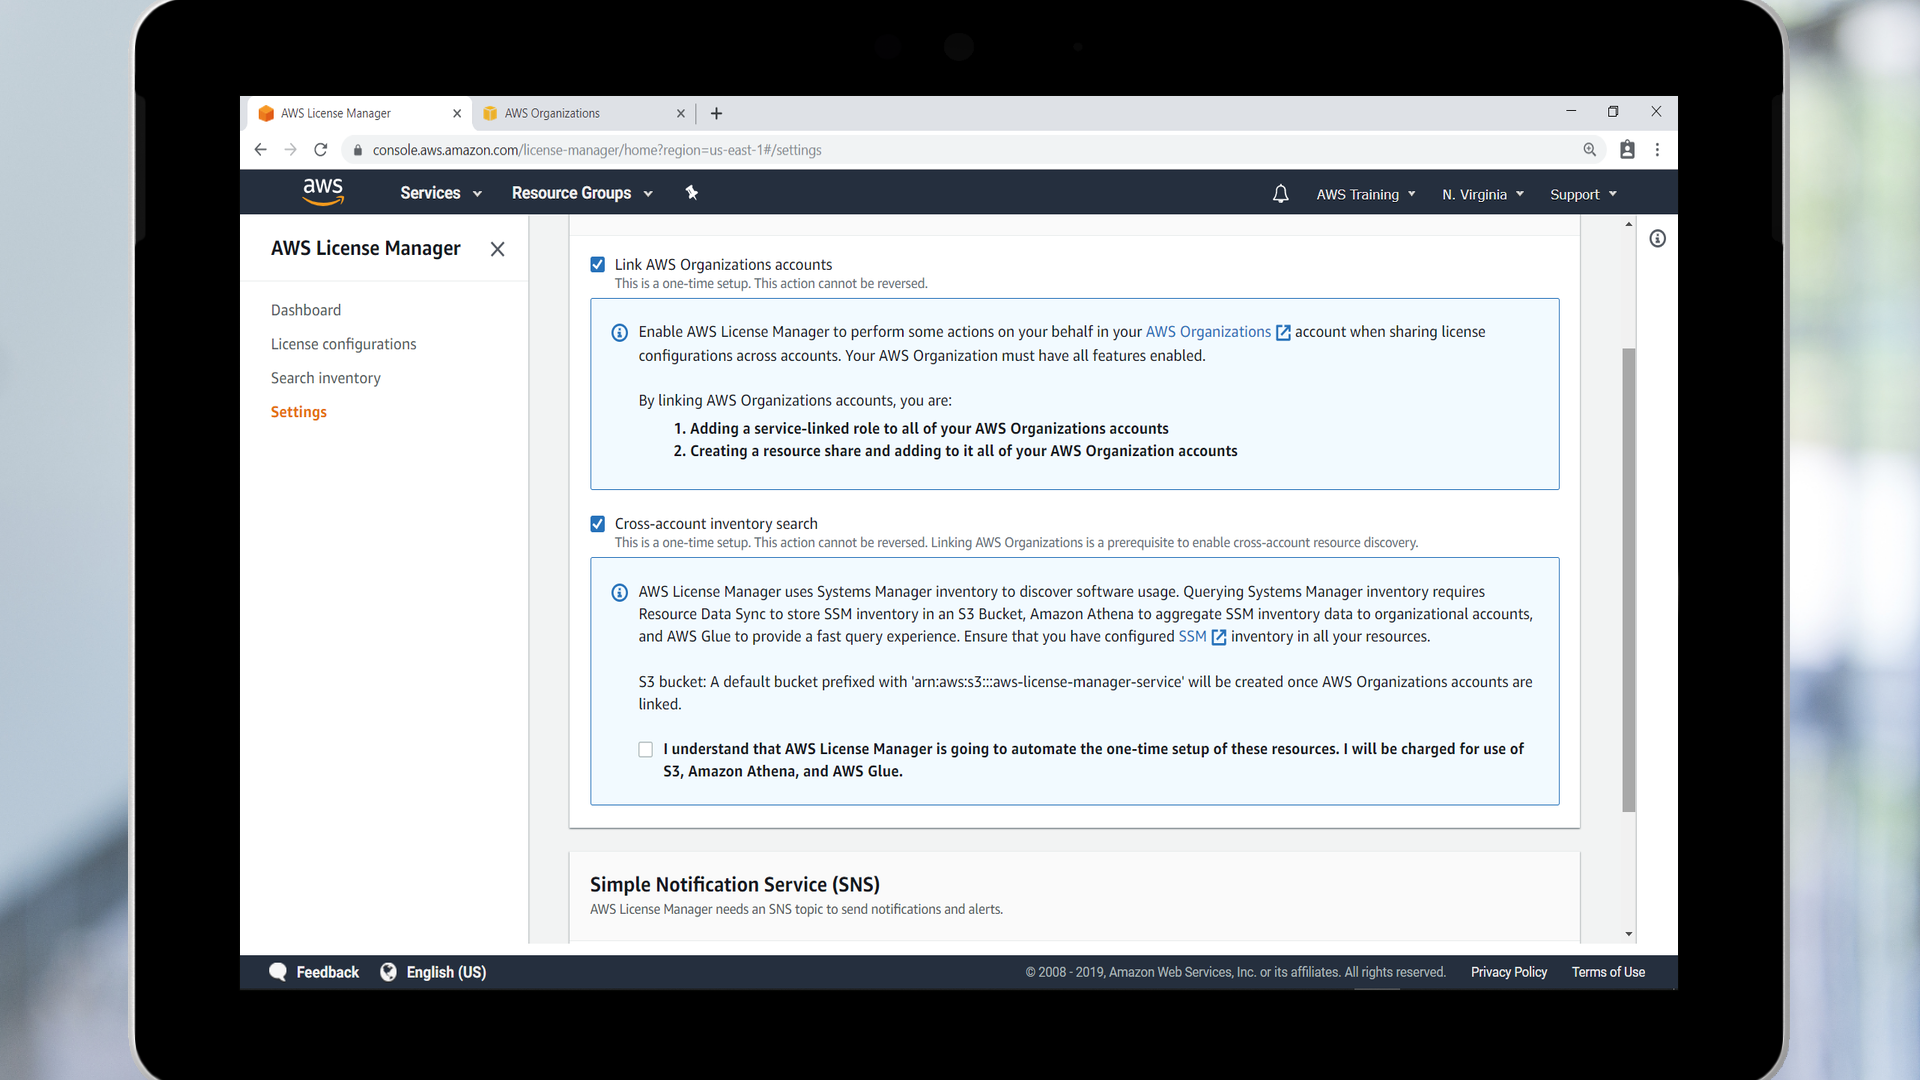 AWS License Manager
AWS Organizations
console.aws.amazon.com/license-manager/home?region=us-east-1#/settings
aws
Services
Resource Groups
AWS Training
N. Virginia
Support
AWS License Manager
Dashboard
License configurations
Search inventory
Settings
Link AWS Organizations accounts
This is a one-time setup. This action cannot be reversed.
Enable AWS License Manager to perform some actions on your behalf in your AWS Organizations account when sharing license
configurations across accounts. Your AWS Organization must have all features enabled.
By linking AWS Organizations accounts, you are:
1. Adding a service-linked role to all of your AWS Organizations accounts
2. Creating a resource share and adding to it all of your AWS Organization accounts
Cross-account inventory search
This is a one-time setup. This action cannot be reversed. Linking AWS Organizations is a prerequisite to enable cross-account resource discovery.
AWS License Manager uses Systems Manager inventory to discover software usage. Querying Systems Manager inventory requires
Resource Data Sync to store SSM inventory in an S3 Bucket, Amazon Athena to aggregate SSM inventory data to organizational accounts,
and AWS Glue to provide a fast query experience. Ensure that you have configured SSM inventory in all your resources.
S3 bucket: A default bucket prefixed with 'arn:aws:s3:::aws-license-manager-service' will be created once AWS Organizations accounts are
linked.
I understand that AWS License Manager is going to automate the one-time setup of these resources. I will be charged for use of
S3, Amazon Athena, and AWS Glue.
Simple Notification Service (SNS)
AWS License Manager needs an SNS topic to send notifications and alerts.
Feedback
English (US)
© 2008 - 2019, Amazon Web Services, Inc. or its affiliates. All rights reserved.
Privacy Policy
Terms of Use